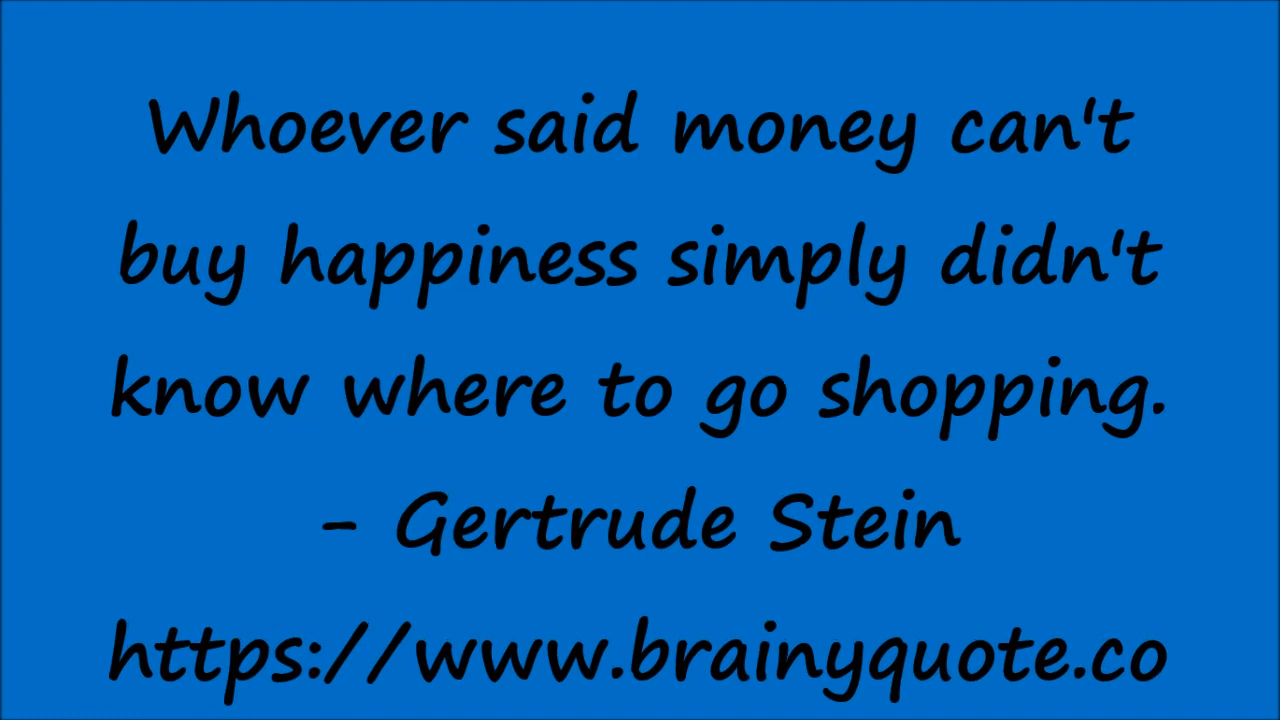 Whoever said money can't
buy happiness simply didn't
know where to go shopping.
- Gertrude Stein
https://www.brainyquote.co